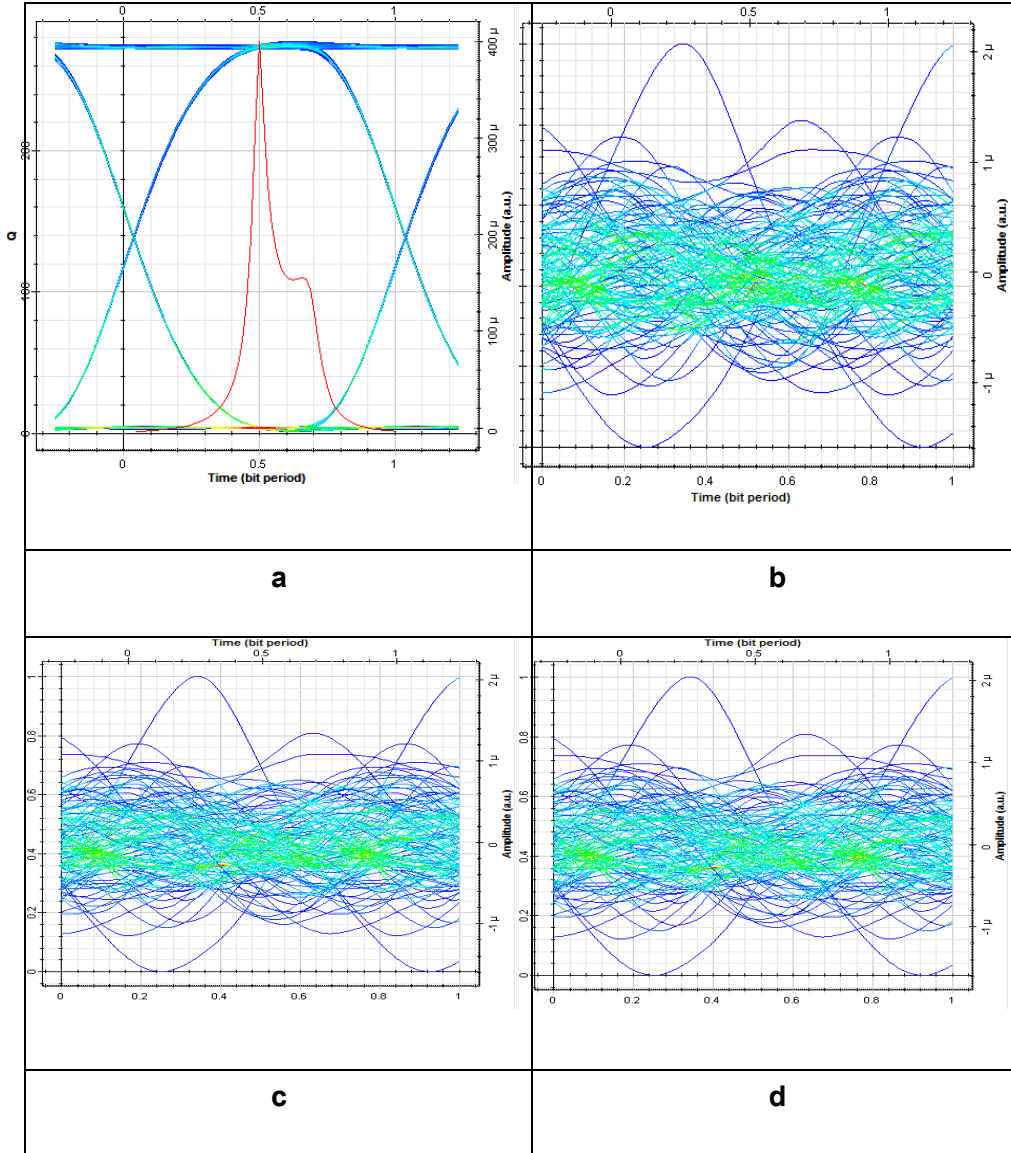 0 0.5 1
400 µ
300 µ
200 µ
100 µ
0
Amplitude (a.u.)
Q
200
100
0
0 0.5 1
Time (bit period)
0 0.5 1
2 µ
1 µ
0
-1 µ
Amplitude (a.u.)
0 0.2 0.4 0.6 0.8 1
Time (bit period)
a b
Time (bit period)
0 0.5 1
1
0.8
0.6
0.4
0.2
0
2 µ
1 µ
0
-1 µ
Amplitude (a.u.)
0 0.2 0.4 0.6 0.8 1
Time (bit period)
0 0.5 1
1
0.8
0.6
0.4
0.2
0
2 µ
1 µ
0
-1 µ
Amplitude (a.u.)
0 0.2 0.4 0.6 0.8 1
c d